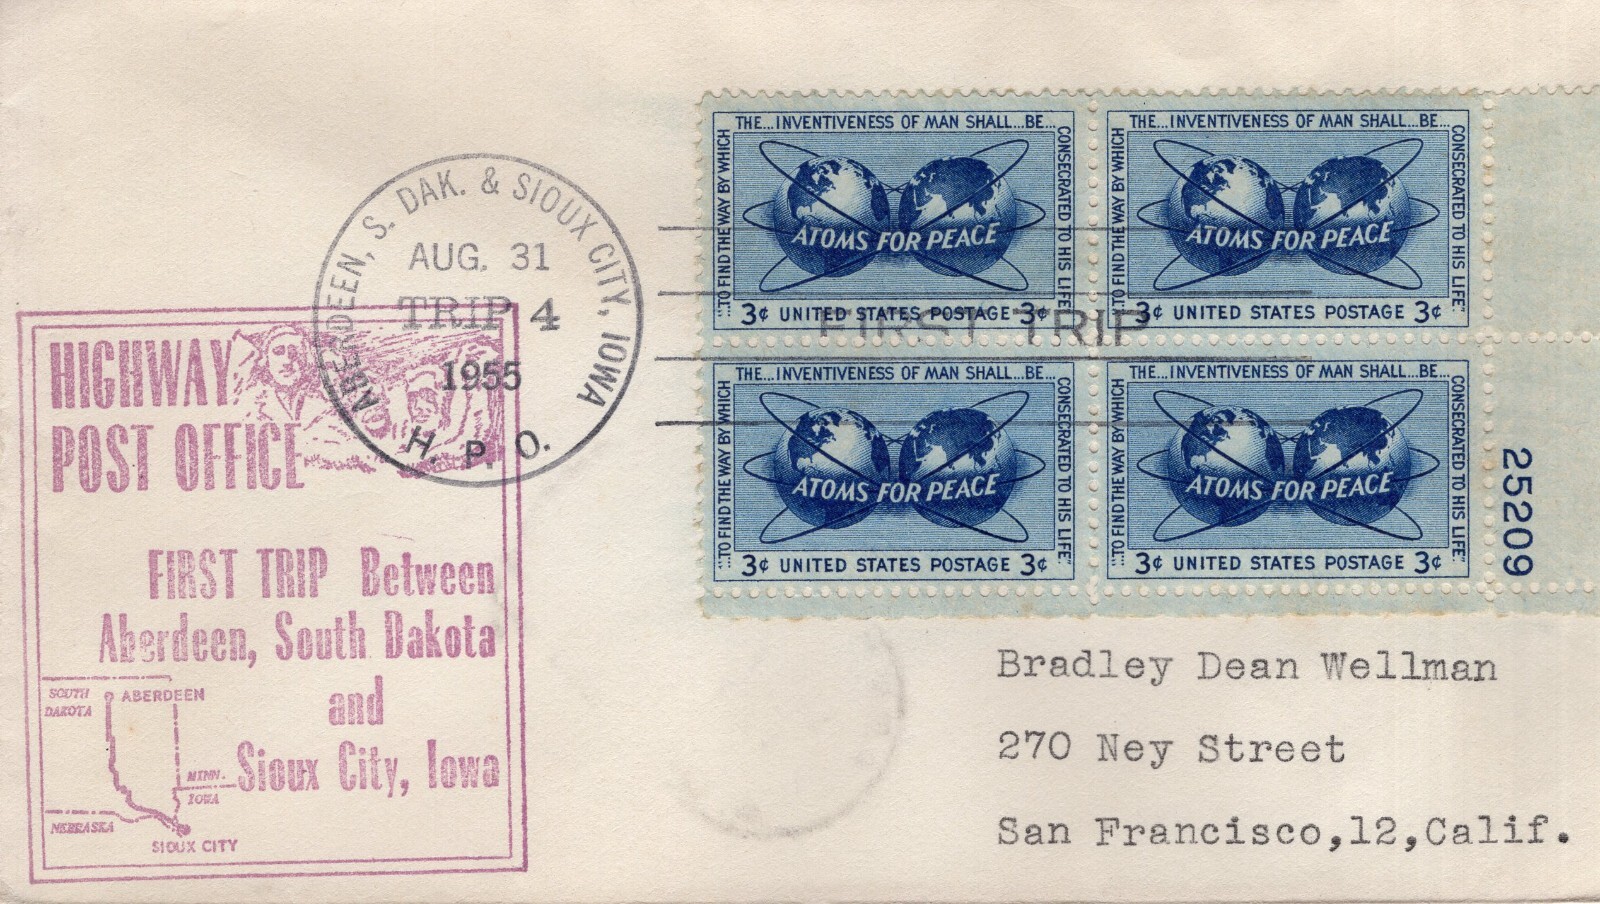 ABERDEEN, S. DAK. & SIOUX CITY, IOWA
AUG. 31
TRIP 4
1955
H. P. O.
FIRST TRIP
THE...INVENTIVENESS OF MAN SHALL...BE...
CONSECRATED TO HIS LIFE."
"...TO FIND THE WAY BY WHICH
ATOMS FOR PEACE
3¢ UNITED STATES POSTAGE 3¢
THE...INVENTIVENESS OF MAN SHALL...BE...
CONSECRATED TO HIS LIFE."
"...TO FIND THE WAY BY WHICH
ATOMS FOR PEACE
3¢ UNITED STATES POSTAGE 3¢
THE...INVENTIVENESS OF MAN SHALL...BE...
CONSECRATED TO HIS LIFE."
"...TO FIND THE WAY BY WHICH
ATOMS FOR PEACE
3¢ UNITED STATES POSTAGE 3¢
THE...INVENTIVENESS OF MAN SHALL...BE...
CONSECRATED TO HIS LIFE."
"...TO FIND THE WAY BY WHICH
ATOMS FOR PEACE
3¢ UNITED STATES POSTAGE 3¢
25209
HIGHWAY
POST OFFICE
FIRST TRIP Between
Aberdeen, South Dakota
and
Sioux City, Iowa
SOUTH
DAKOTA
ABERDEEN
MINN.
IOWA
NEBRASKA
SIOUX CITY
Bradley Dean Wellman
270 Ney Street
San Francisco,12,Calif.